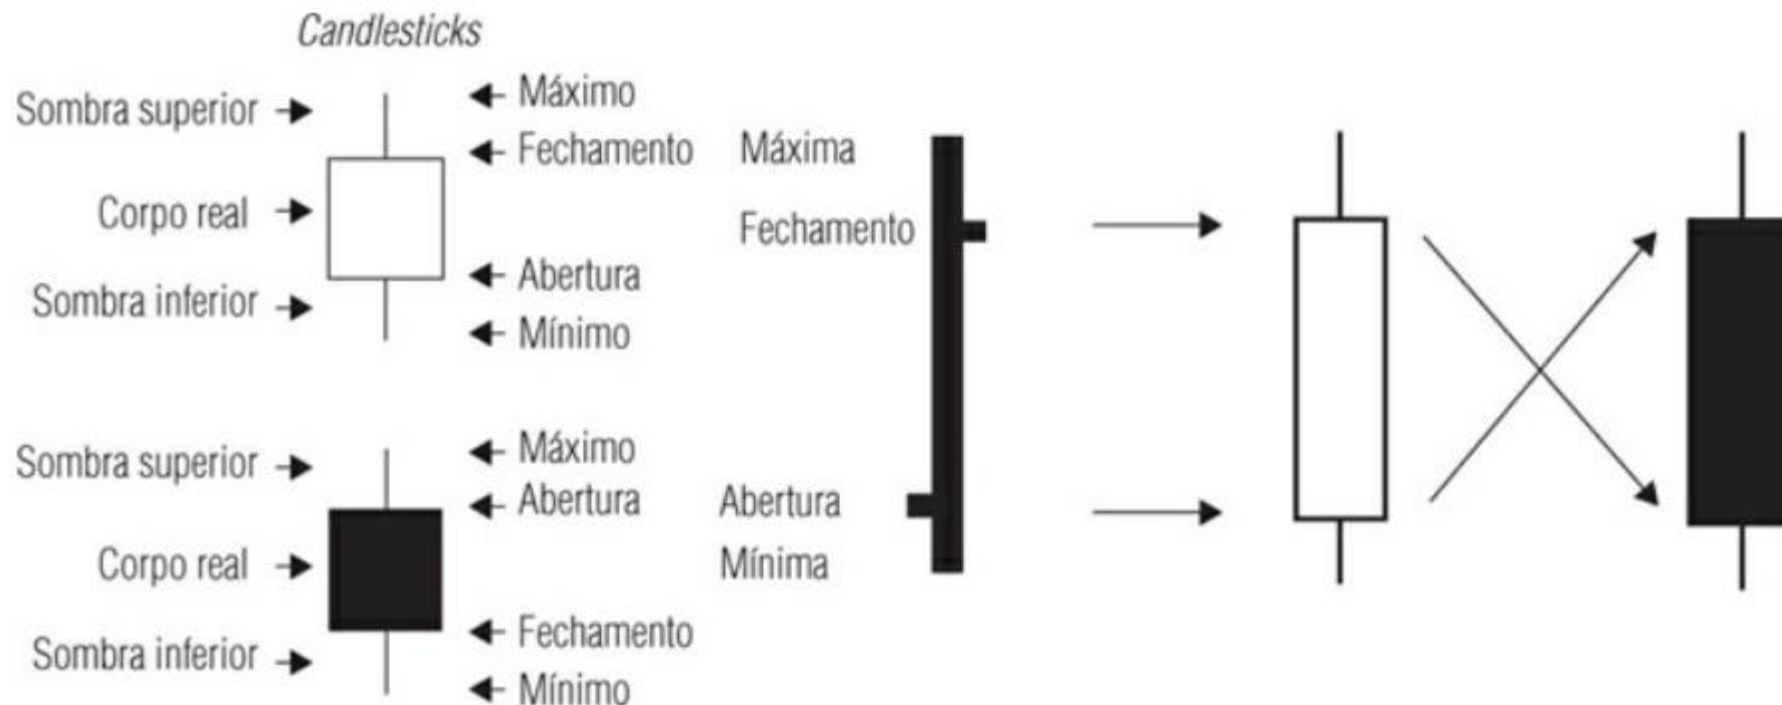 Candlesticks
Sombra superior
Máximo
Fechamento
Corpo real
Abertura
Sombra inferior
Mínimo
Sombra superior
Máximo
Abertura
Corpo real
Fechamento
Sombra inferior
Mínimo
Máxima
Fechamento
Abertura
Mínima